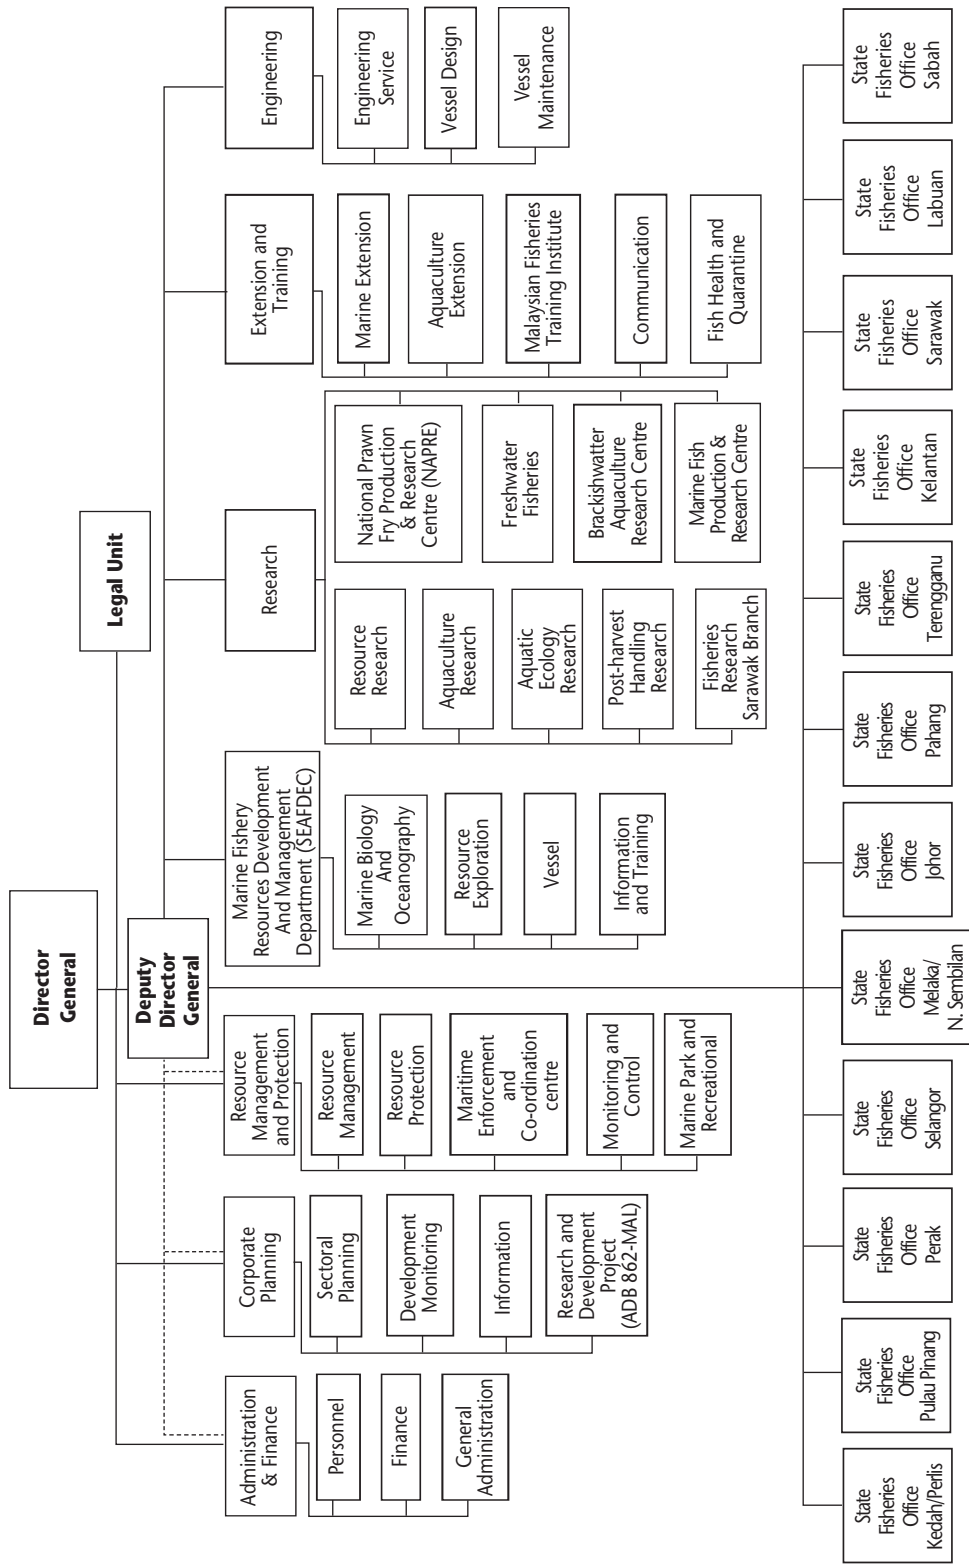 Director
General
Legal Unit
Deputy
Director
General
Administration
& Finance
Personnel
Finance
General
Administration
Corporate
Planning
Sectoral
Planning
Development
Monitoring
Information
Research and
Development
Project
(ADB 862-MAL)
Resource
Management
and Protection
Resource
Management
Resource
Protection
Maritime
Enforcement
and
Co-ordination
centre
Monitoring and
Control
Marine Park and
Recreational
Marine Fishery
Resources Development
And Management
Department (SEAFDEC)
Marine Biology
And
Oceanography
Resource
Exploration
Vessel
Information
and Training
Research
Resource
Research
Aquaculture
Research
Aquatic
Ecology
Research
Post-harvest
Handling
Research
Fisheries
Research
Sarawak Branch
National Prawn
Fry Production
& Research
Centre (NAPRE)
Freshwater
Fisheries
Brackishwatter
Aquaculture
Research Centre
Marine Fish
Production &
Research Centre
Extension and
Training
Marine Extension
Aquaculture
Extension
Malaysian Fisheries
Training Institute
Communication
Fish Health and
Quarantine
Engineering
Engineering
Service
Vessel Design
Vessel
Maintenance
State
Fisheries
Office
Kedah/Perlis
State
Fisheries
Office
Pulau Pinang
State
Fisheries
Office
Perak
State
Fisheries
Office
Selangor
State
Fisheries
Office
Melaka/
N. Sembilan
State
Fisheries
Office
Johor
State
Fisheries
Office
Pahang
State
Fisheries
Office
Terengganu
State
Fisheries
Office
Kelantan
State
Fisheries
Office
Sarawak
State
Fisheries
Office
Labuan
State
Fisheries
Office
Sabah